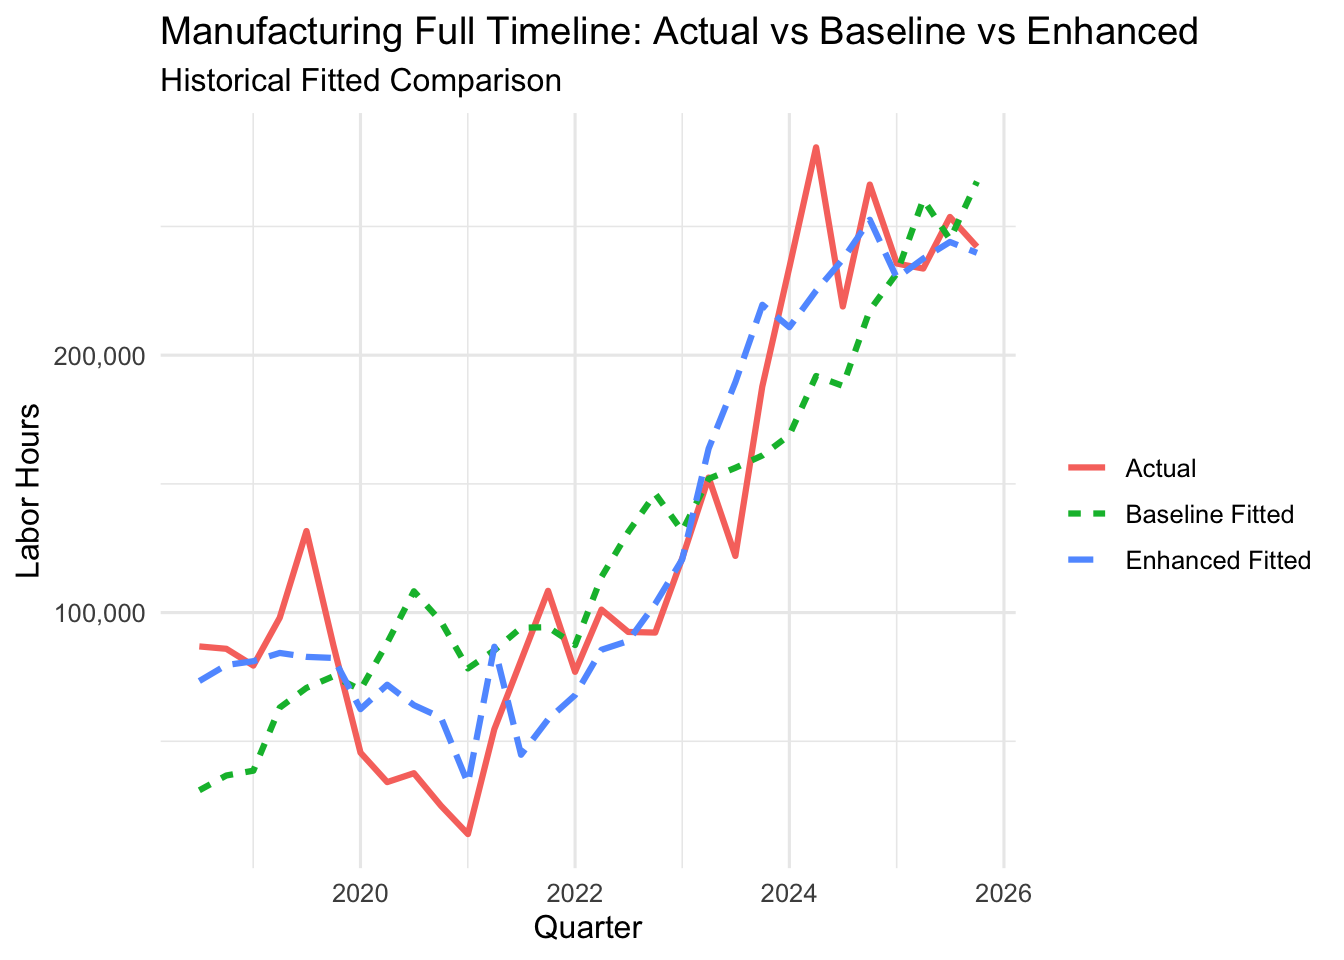 Manufacturing Full Timeline: Actual vs Baseline vs Enhanced
Historical Fitted Comparison
Labor Hours
200,000
100,000
2020
2022
2024
2026
Quarter
Actual
Baseline Fitted
Enhanced Fitted